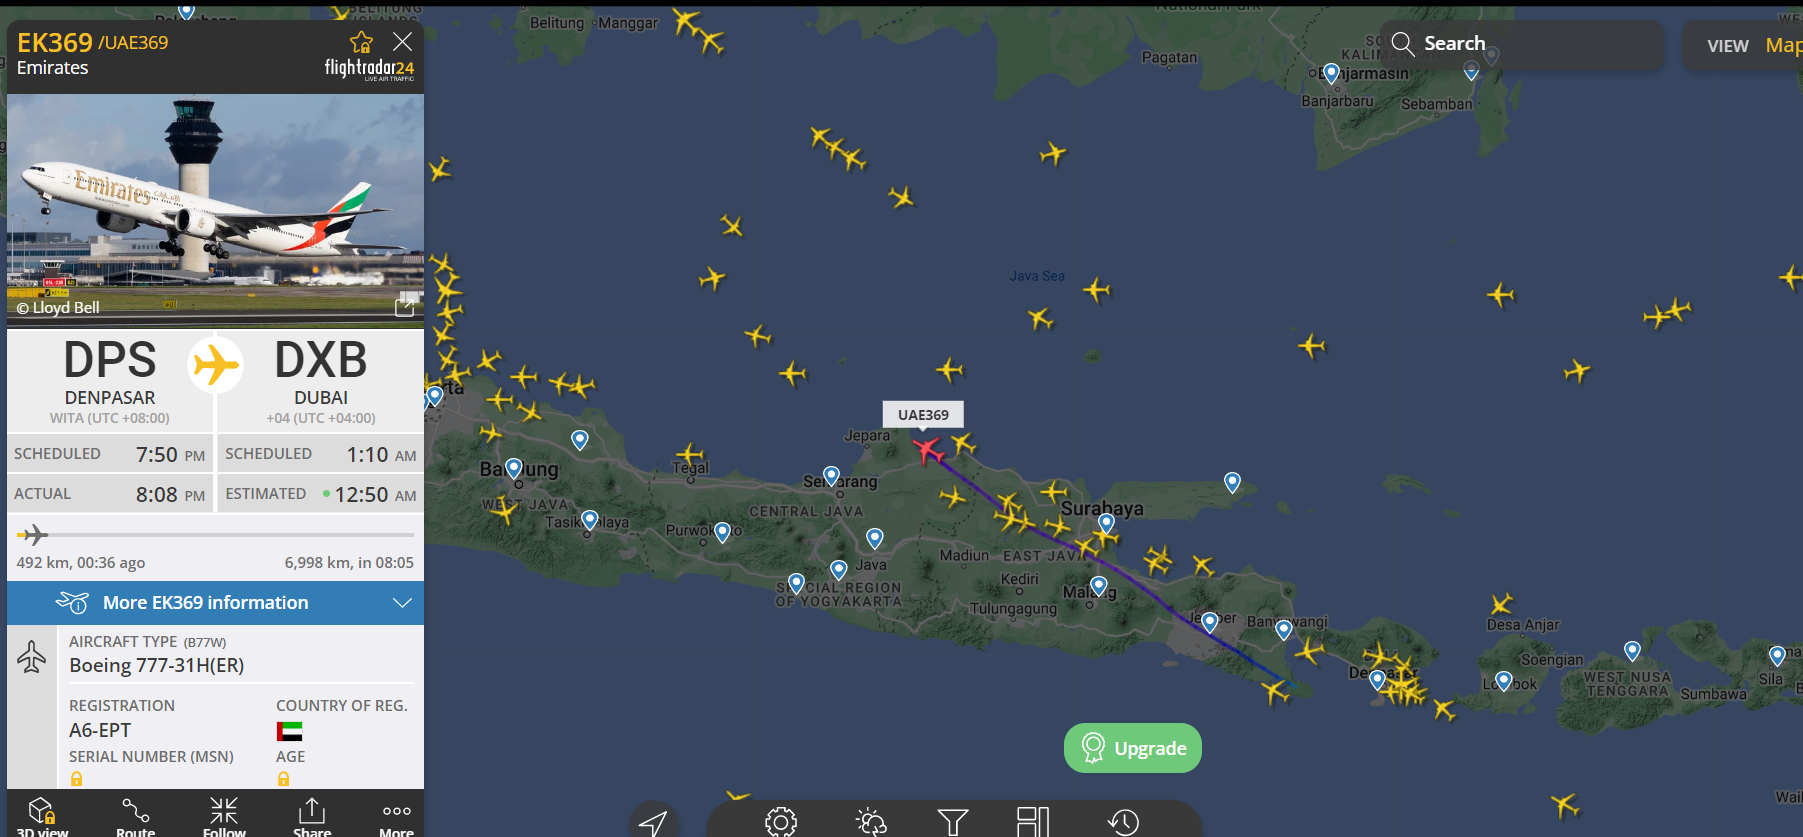 EK369 /UAE369
Emirates
flightradar24
LIVE AIR TRAFFIC
Emirates
© Lloyd Bell
DPS
DENPASAR
WITA (UTC +08:00)
DXB
DUBAI
+04 (UTC +04:00)
SCHEDULED 7:50 PM
SCHEDULED 1:10 AM
ACTUAL 8:08 PM
ESTIMATED 12:50 AM
492 km, 00:36 ago
6,998 km, in 08:05
More EK369 information
AIRCRAFT TYPE (B77W)
Boeing 777-31H(ER)
REGISTRATION
A6-EPT
COUNTRY OF REG.
SERIAL NUMBER (MSN)
AGE
3D view
Route
Follow
Share
More
Search
VIEW Map
BELITUNG
Belitung
Manggar
National Park
Pagatan
Banjarmasin
Banjarbaru
Sebamban
Java Sea
UAE369
Jepara
Tegal
Semarang
Bandung
WEST JAVA
Tasikmalaya
Purwokerto
CENTRAL JAVA
Java
SPECIAL REGION
OF YOGYAKARTA
Surabaya
Madiun
EAST JAVA
Kediri
Tulungagung
Malang
Jember
Banyuwangi
Denpasar
Desa Anjar
Soengian
Lombok
WEST NUSA
TENGGARA
Sumbawa
Sila
Upgrade